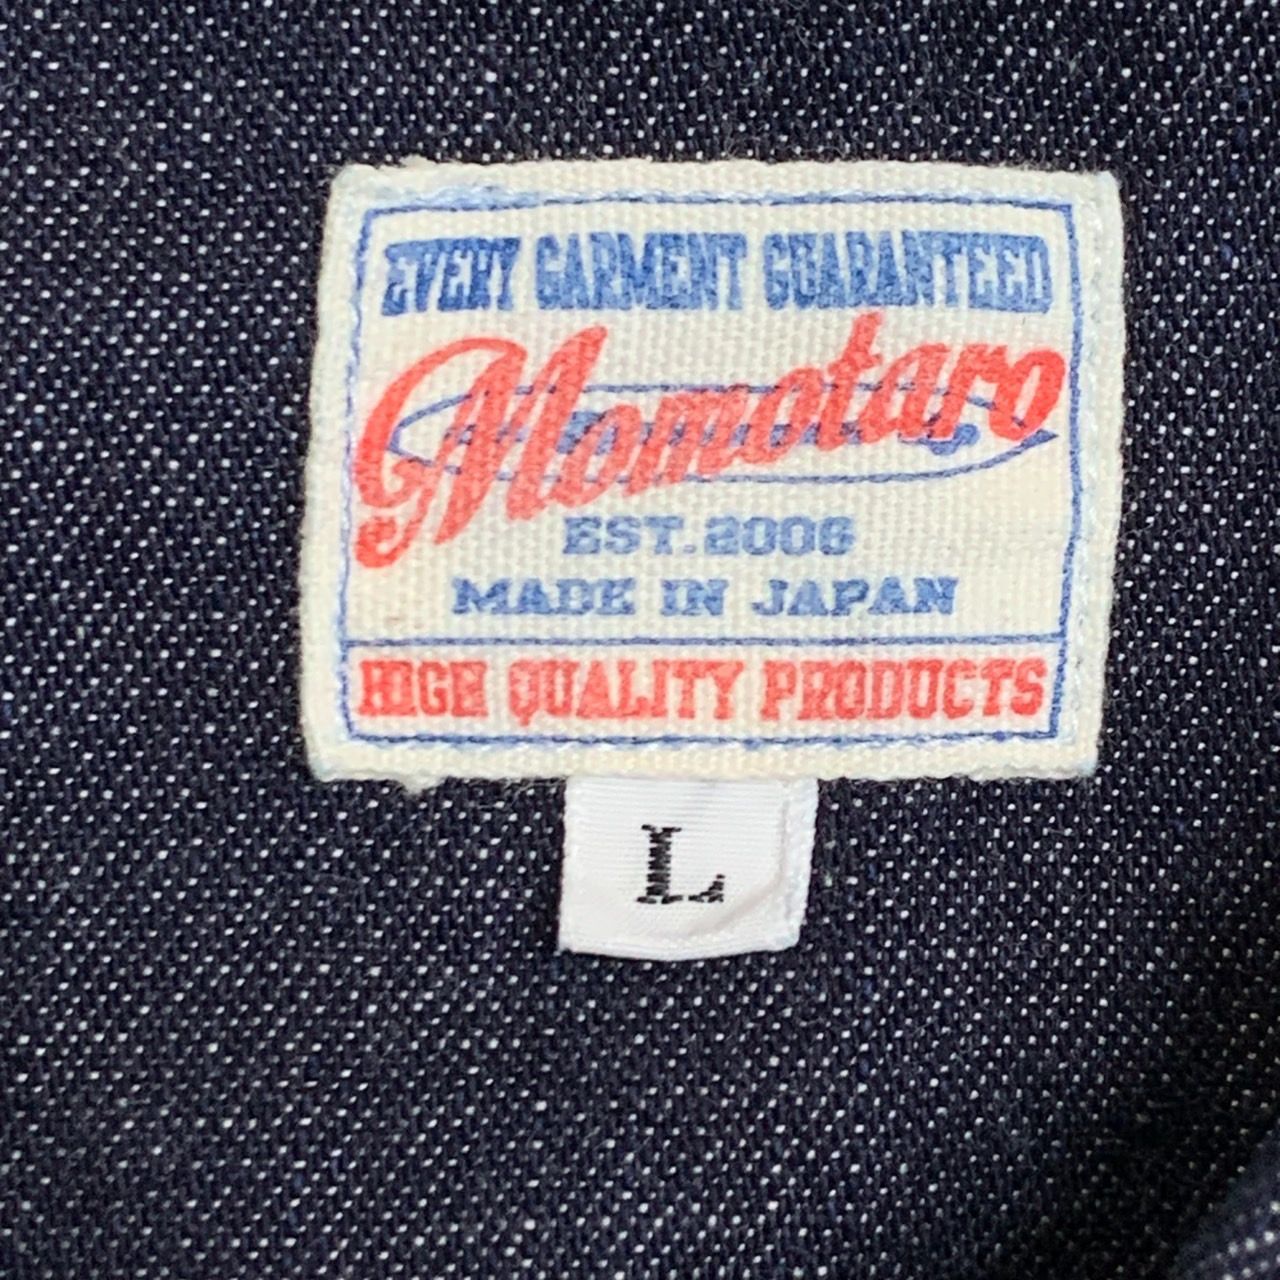 EVERY GARMENT GUARANTEED
Momotaro
EST. 2006
MADE IN JAPAN
HIGH QUALITY PRODUCTS
L